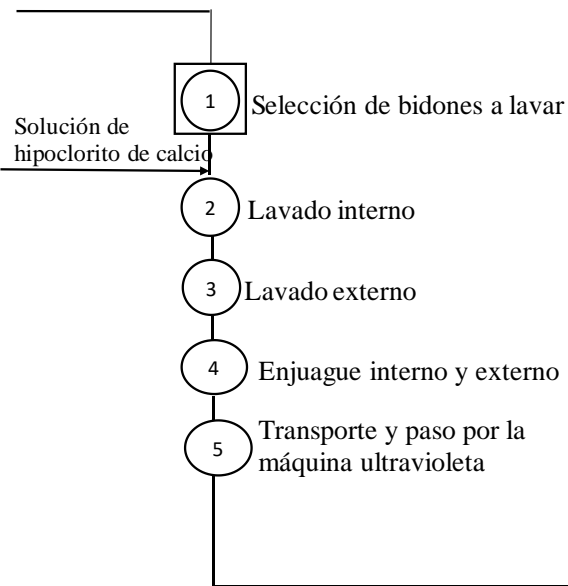 1
Selección de bidones a lavar
Solución de
hipoclorito de calcio
2
Lavado interno
3
Lavado externo
4
Enjuague interno y externo
5
Transporte y paso por la
máquina ultravioleta